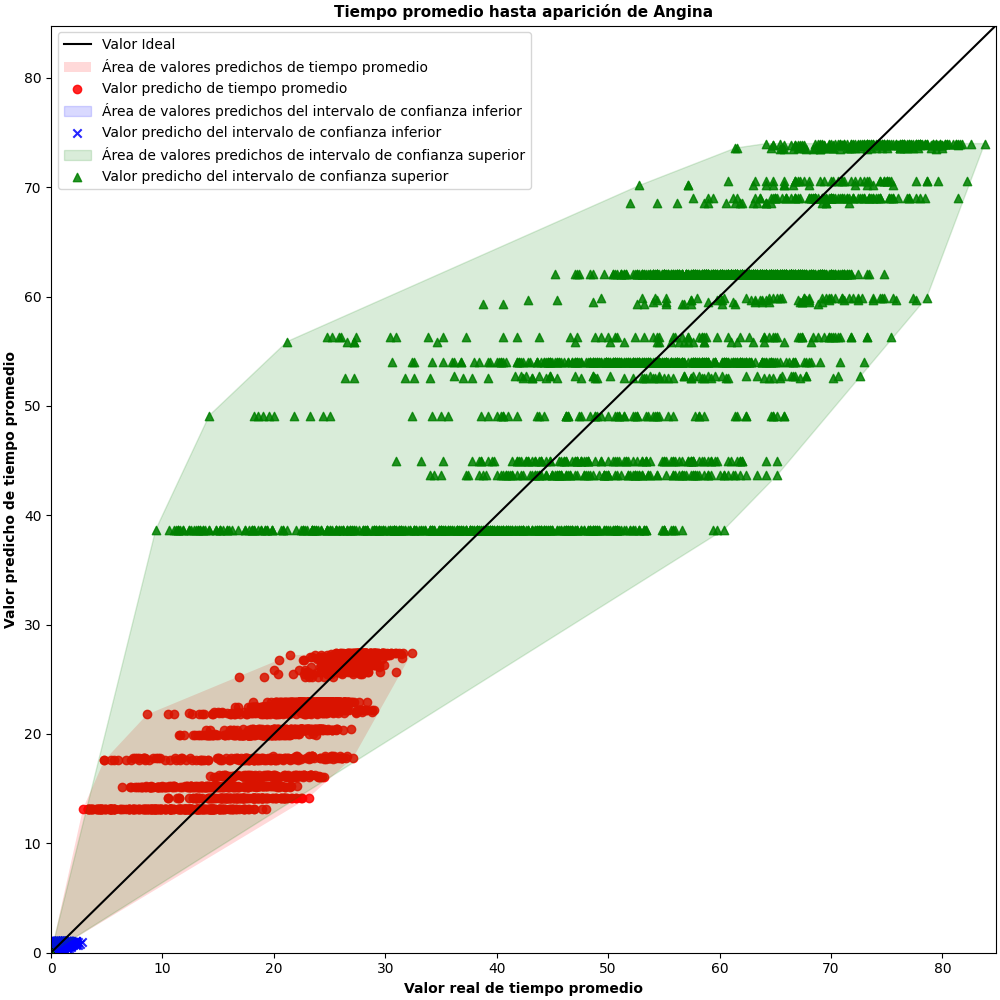 Tiempo promedio hasta aparición de Angina
Valor Ideal
Área de valores predichos de tiempo promedio
Valor predicho de tiempo promedio
Área de valores predichos del intervalo de confianza inferior
Valor predicho del intervalo de confianza inferior
Área de valores predichos de intervalo de confianza superior
Valor predicho del intervalo de confianza superior
Valor predicho de tiempo promedio
80
70
60
50
40
30
20
10
0
0 10 20 30 40 50 60 70 80
Valor real de tiempo promedio